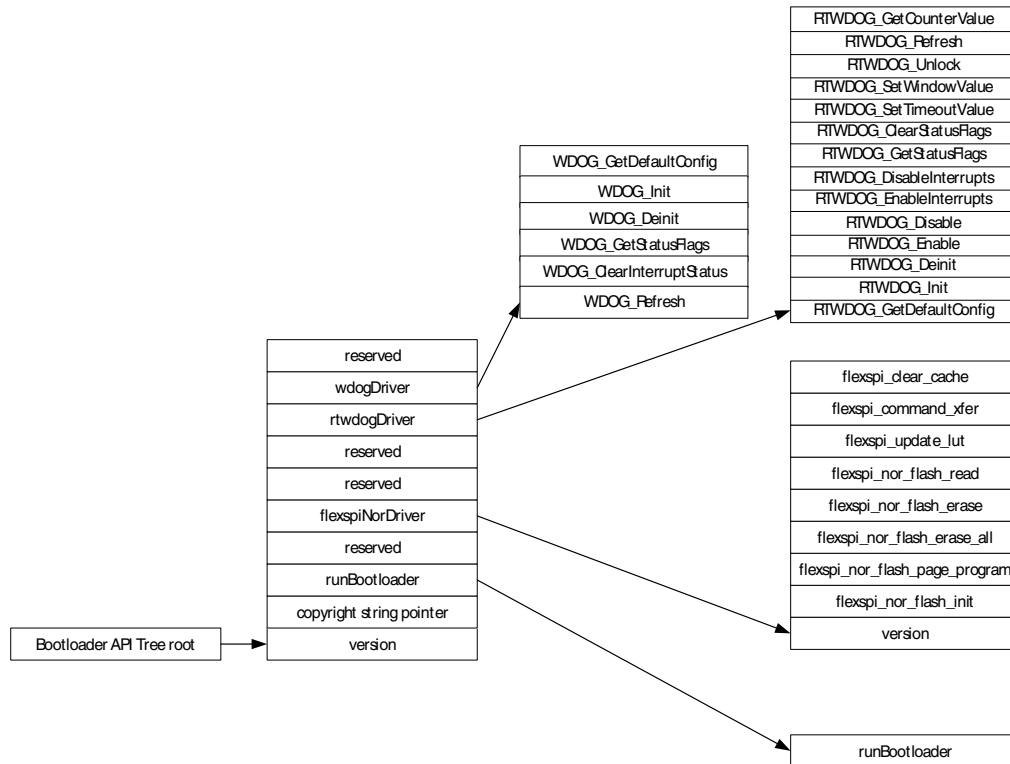 RTWDOG_GetCounterValue
RTWDOG_Refresh
RTWDOG_Unlock
RTWDOG_SetWindowValue
RTWDOG_SetTimeoutValue
RTWDOG_ClearStatusFlags
RTWDOG_GetStatusFlags
RTWDOG_DisableInterrupts
RTWDOG_EnableInterrupts
RTWDOG_Disable
RTWDOG_Enable
RTWDOG_Deinit
RTWDOG_Init
RTWDOG_GetDefaultConfig
WDOG_GetDefaultConfig
WDOG_Init
WDOG_Deinit
WDOG_GetStatusFlags
WDOG_ClearInterruptStatus
WDOG_Refresh
reserved
wdogDriver
rtwdogDriver
reserved
reserved
flexspiNorDriver
reserved
runBootloader
copyright string pointer
version
Bootloader API Tree root
flexspi_clear_cache
flexspi_command_xfer
flexspi_update_lut
flexspi_nor_flash_read
flexspi_nor_flash_erase
flexspi_nor_flash_erase_all
flexspi_nor_flash_page_program
flexspi_nor_flash_init
version
runBootloader